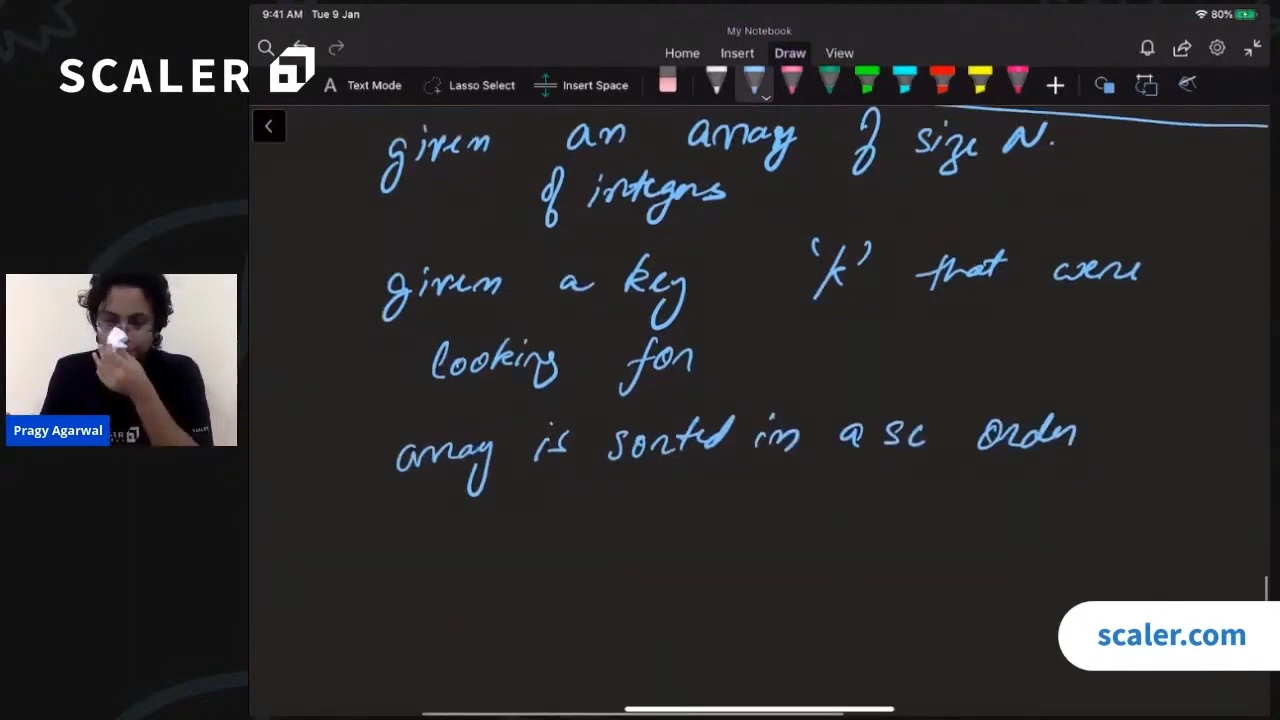 9:41 AM Tue 9 Jan
80%
My Notebook
SCALER
Home Insert Draw View
Text Mode Lasso Select Insert Space
given an array of size N.
of integers
given a key 'k' that were
looking for
array is sorted in asc order
Pragy Agarwal
scaler.com